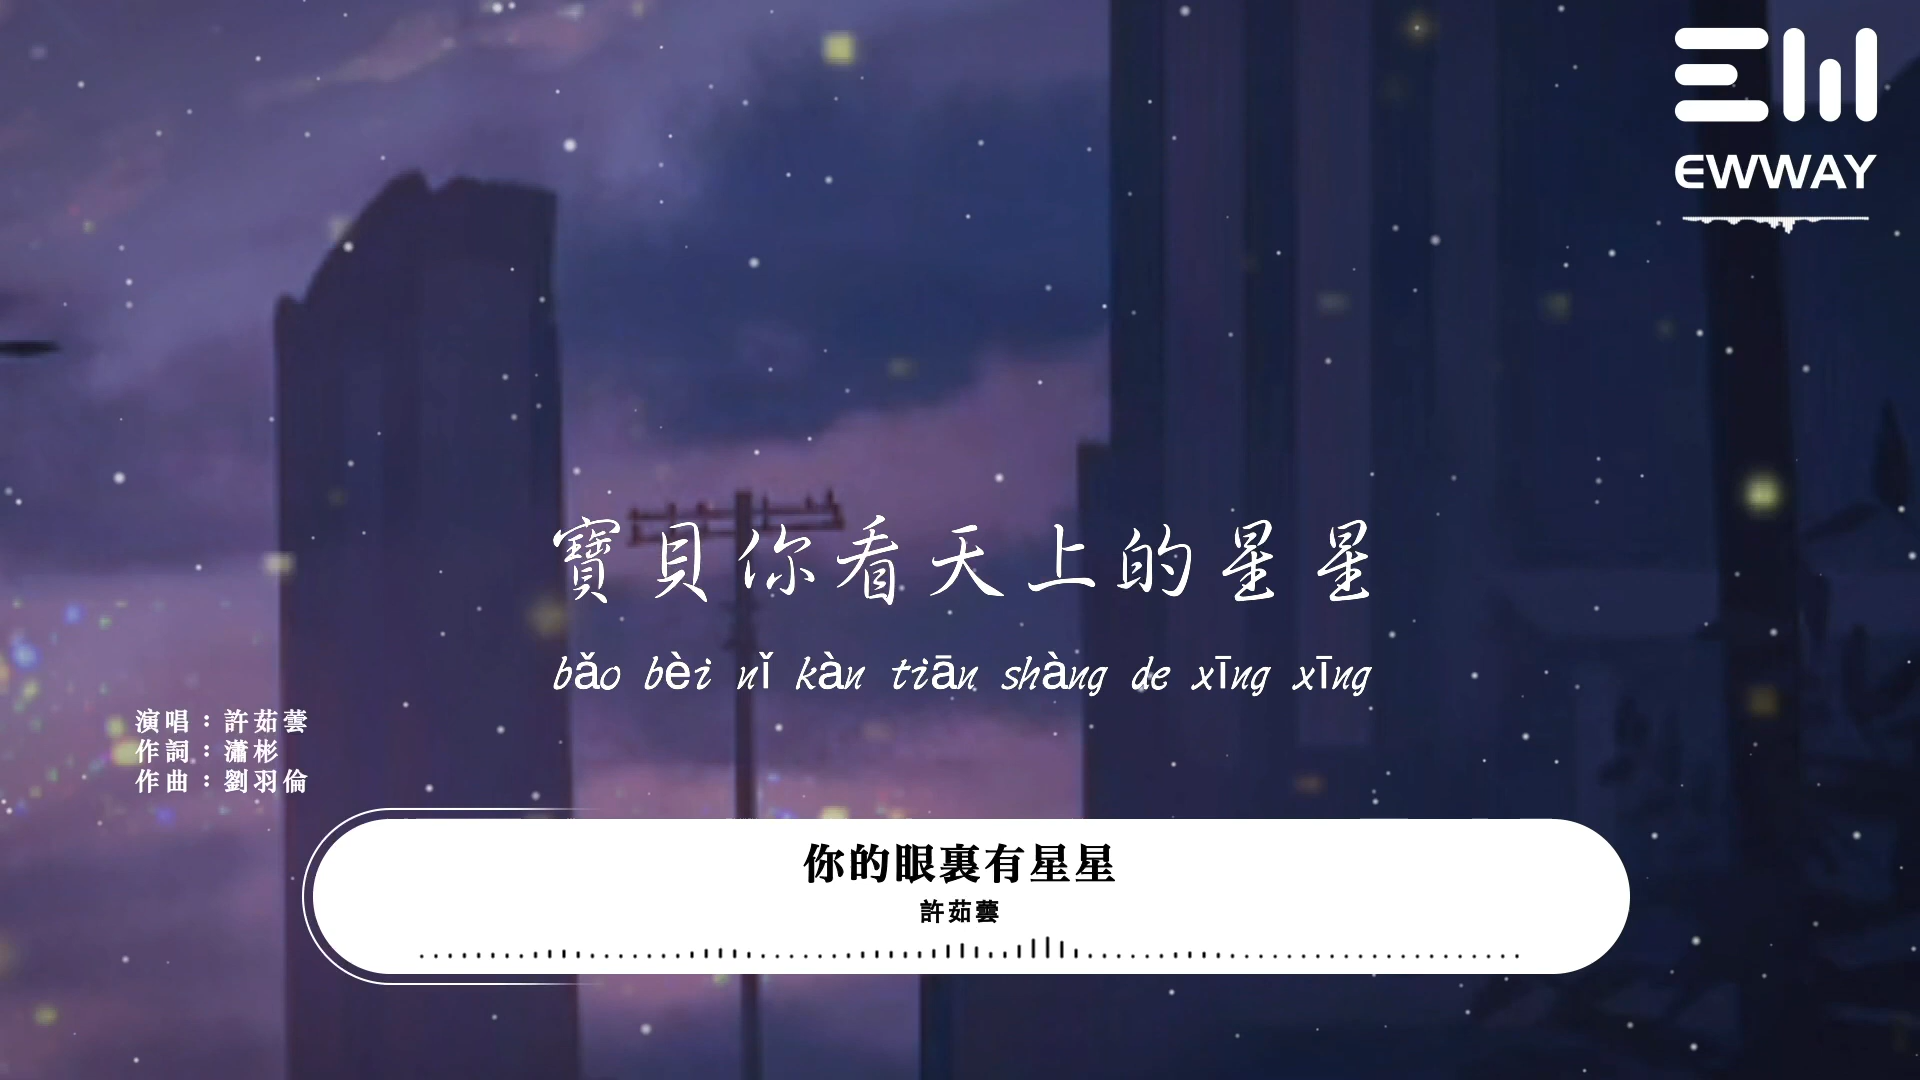 EW
EWWAY
寶貝你看天上的星星
bǎo bèi nǐ kàn tiān shàng de xīng xīng
演唱：許茹蕓
作詞：瀟彬
作曲：劉羽倫
你的眼裏有星星
許茹藝